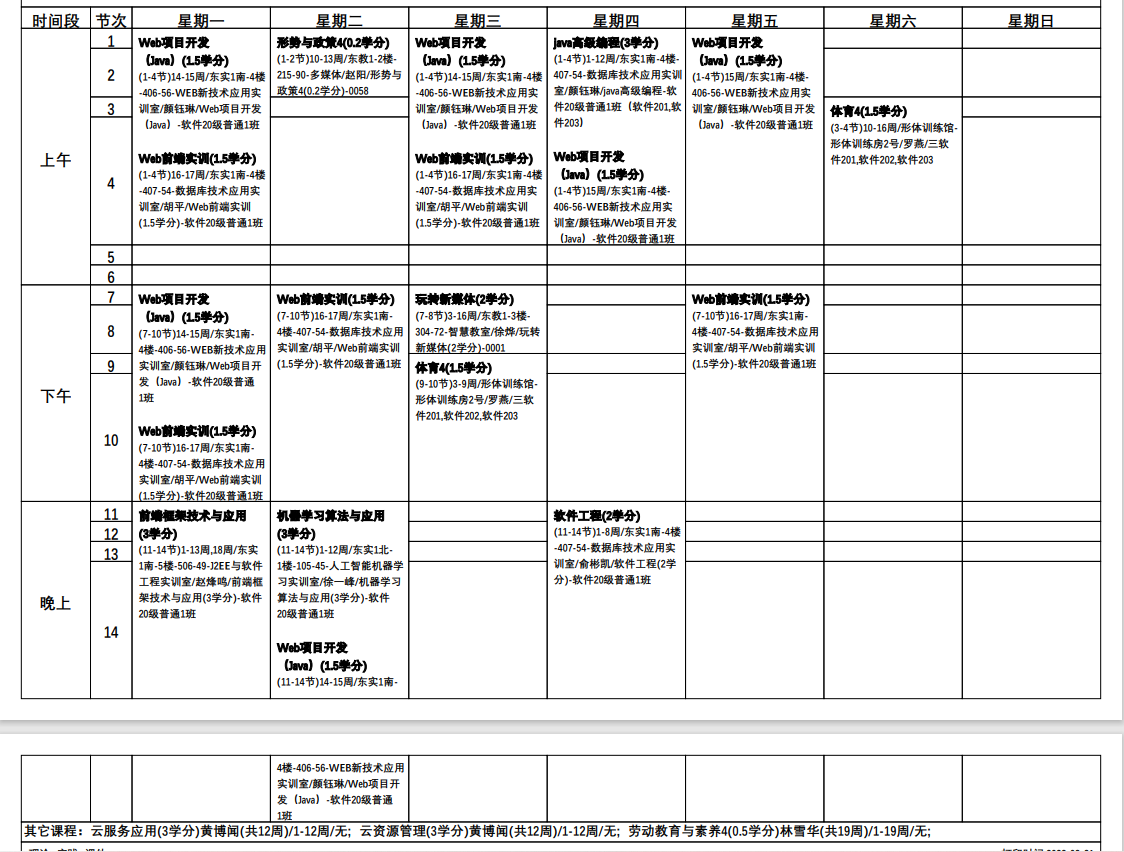 时间段 节次 星期一 星期二 星期三 星期四 星期五 星期六 星期日
上午
1
2
3
4
5
6
Web项目开发
（Java）(1.5学分)
(1-4节)14-15周/东实1南-4楼
-406-56-WEB新技术应用实
训室/颜钰琳/Web项目开发
（Java）-软件20级普通1班
Web前端实训(1.5学分)
(1-4节)16-17周/东实1南-4楼
-407-54-数据库技术应用实
训室/胡平/Web前端实训
(1.5学分)-软件20级普通1班
形势与政策4(0.2学分)
(1-2节)10-13周/东教1-2楼-
215-90-多媒体/赵阳/形势与
政策4(0.2学分)-0058
Web项目开发
（Java）(1.5学分)
(1-4节)14-15周/东实1南-4楼
-406-56-WEB新技术应用实
训室/颜钰琳/Web项目开发
（Java）-软件20级普通1班
Web前端实训(1.5学分)
(1-4节)16-17周/东实1南-4楼
-407-54-数据库技术应用实
训室/胡平/Web前端实训
(1.5学分)-软件20级普通1班
java高级编程(3学分)
(1-4节)1-12周/东实1南-4楼-
407-54-数据库技术应用实训
室/颜钰琳/java高级编程-软
件20级普通1班（软件201,软
件203)
Web项目开发
（Java）(1.5学分)
(1-4节)15周/东实1南-4楼-
406-56-WEB新技术应用实
训室/颜钰琳/Web项目开发
（Java）-软件20级普通1班
Web项目开发
（Java）(1.5学分)
(1-4节)15周/东实1南-4楼-
406-56-WEB新技术应用实
训室/颜钰琳/Web项目开发
（Java）-软件20级普通1班
体育4(1.5学分)
(3-4节)10-16周/形体训练馆-
形体训练房2号/罗燕/三软
件201,软件202,软件203
下午
7
8
9
10
Web项目开发
（Java）(1.5学分)
(7-10节)14-15周/东实1南-
4楼-406-56-WEB新技术应用
实训室/颜钰琳/Web项目开
发（Java）-软件20级普通
1班
Web前端实训(1.5学分)
(7-10节)16-17周/东实1南-
4楼-407-54-数据库技术应用
实训室/胡平/Web前端实训
(1.5学分)-软件20级普通1班
Web前端实训(1.5学分)
(7-10节)16-17周/东实1南-
4楼-407-54-数据库技术应用
实训室/胡平/Web前端实训
(1.5学分)-软件20级普通1班
玩转新媒体(2学分)
(7-8节)3-16周/东教1-3楼-
304-72-智慧教室/徐烨/玩转
新媒体(2学分)-0001
体育4(1.5学分)
(9-10节)3-9周/形体训练馆-
形体训练房2号/罗燕/三软
件201,软件202,软件203
Web前端实训(1.5学分)
(7-10节)16-17周/东实1南-
4楼-407-54-数据库技术应用
实训室/胡平/Web前端实训
(1.5学分)-软件20级普通1班
晚上
11
12
13
14
前端框架技术与应用
(3学分)
(11-14节)1-13周,18周/东实
1南-5楼-506-49-J2EE与软件
工程实训室/赵烽鸣/前端框
架技术与应用(3学分)-软件
20级普通1班
机器学习算法与应用
(3学分)
(11-14节)1-12周/东实1北-
1楼-105-45-人工智能机器学
习实训室/徐一峰/机器学习
算法与应用(3学分)-软件
20级普通1班
Web项目开发
（Java）(1.5学分)
(11-14节)14-15周/东实1南-
4楼-406-56-WEB新技术应用
实训室/颜钰琳/Web项目开
发（Java）-软件20级普通
1班
软件工程(2学分)
(11-14节)1-8周/东实1南-4楼
-407-54-数据库技术应用实
训室/俞彬凯/软件工程(2学
分)-软件20级普通1班
其它课程：云服务应用(3学分)黄博闻(共12周)/1-12周/无; 云资源管理(3学分)黄博闻(共12周)/1-12周/无; 劳动教育与素养4(0.5学分)林雪华(共19周)/1-19周/无;